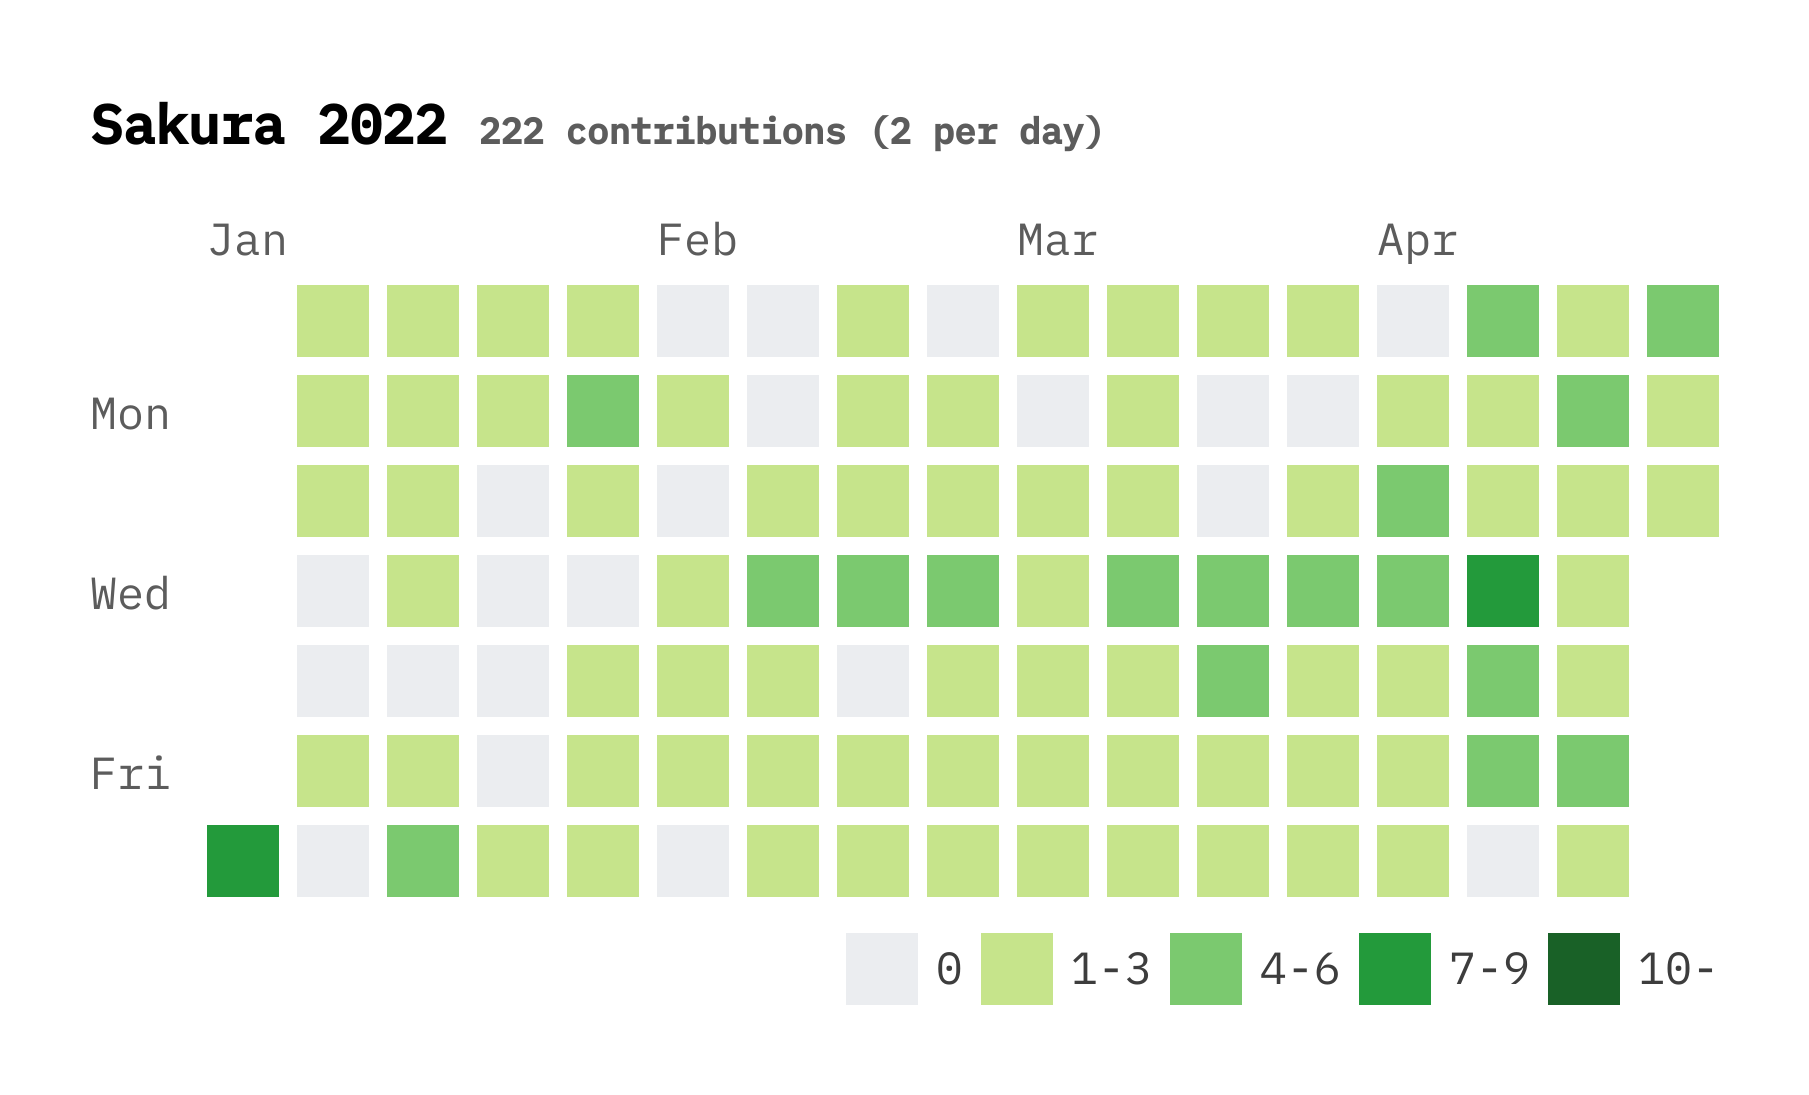 Sakura 2022 222 contributions (2 per day)
Jan Feb Mar Apr
Mon
Wed
Fri
0 1-3 4-6 7-9 10-